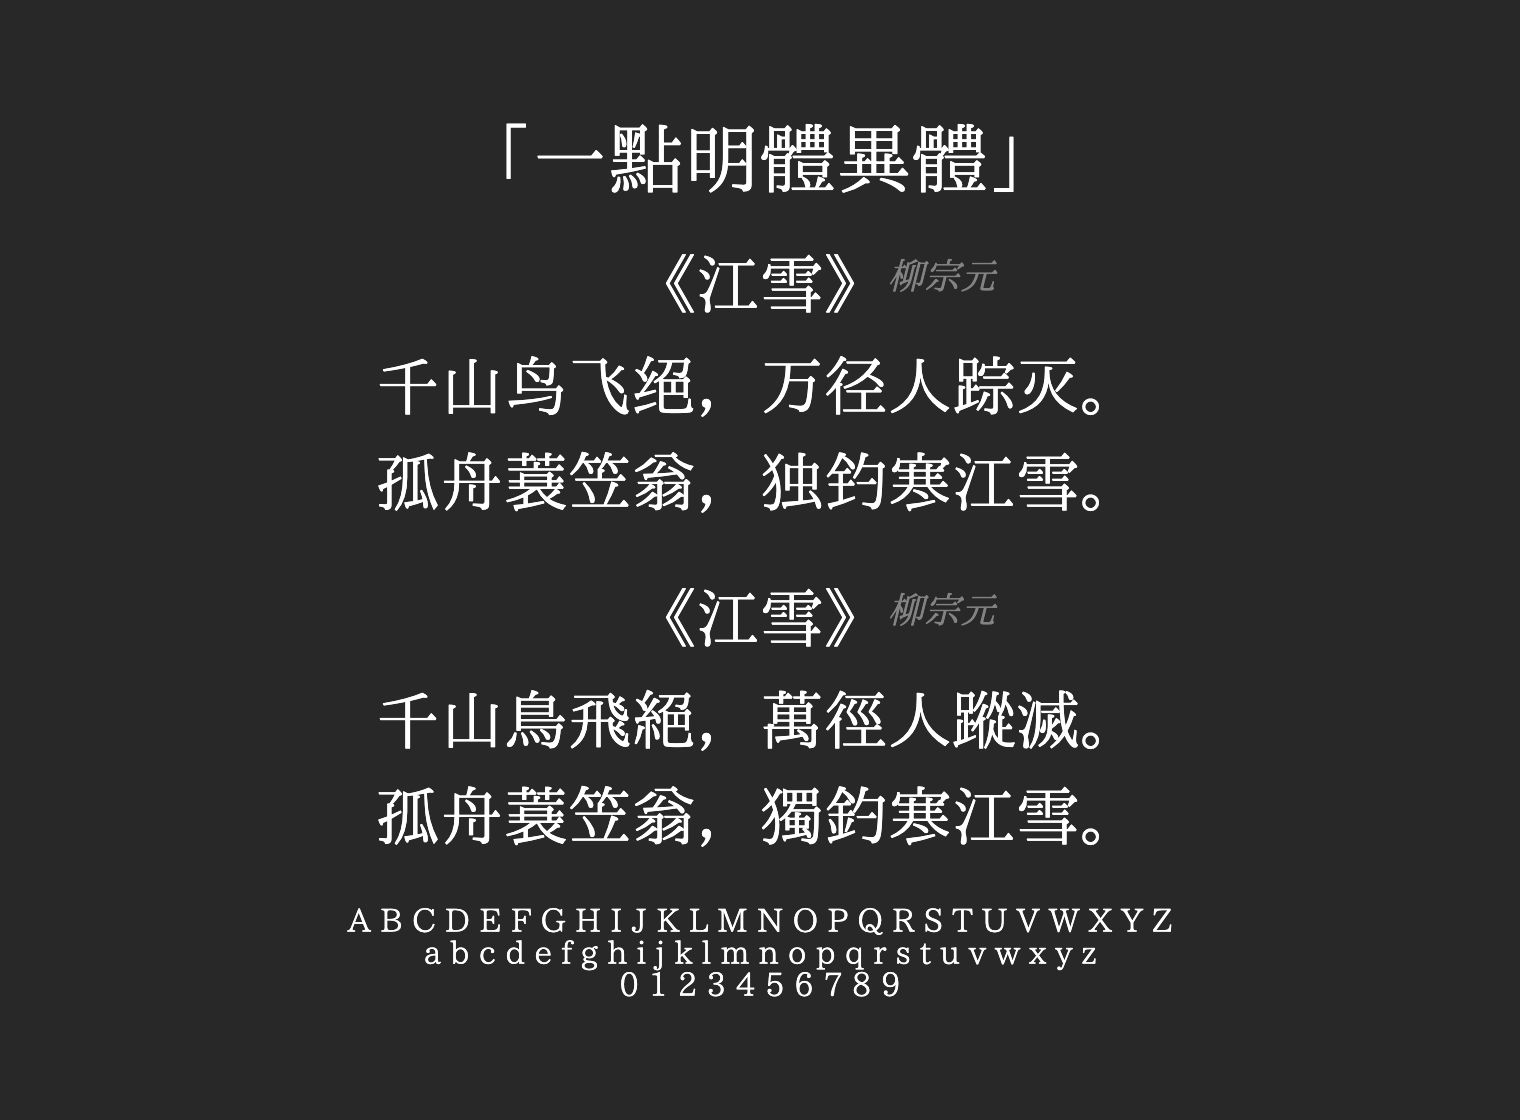 「一點明體異體」
《江雪》 柳宗元
千山鸟飞绝，万径人踪灭。
孤舟蓑笠翁，独钓寒江雪。
《江雪》 柳宗元
千山鳥飛絕，萬徑人蹤滅。
孤舟蓑笠翁，獨釣寒江雪。
A B C D E F G H I J K L M N O P Q R S T U V W X Y Z
a b c d e f g h i j k l m n o p q r s t u v w x y z
0 1 2 3 4 5 6 7 8 9